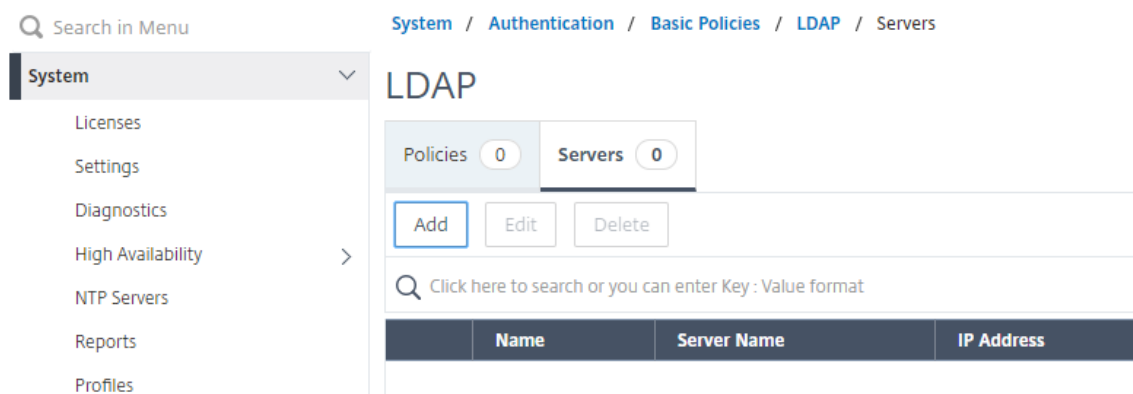 Search in Menu
System
Licenses
Settings
Diagnostics
High Availability
NTP Servers
Reports
Profiles
System / Authentication / Basic Policies / LDAP / Servers
LDAP
Policies 0 Servers 0
Add Edit Delete
Click here to search or you can enter Key : Value format
Name Server Name IP Address